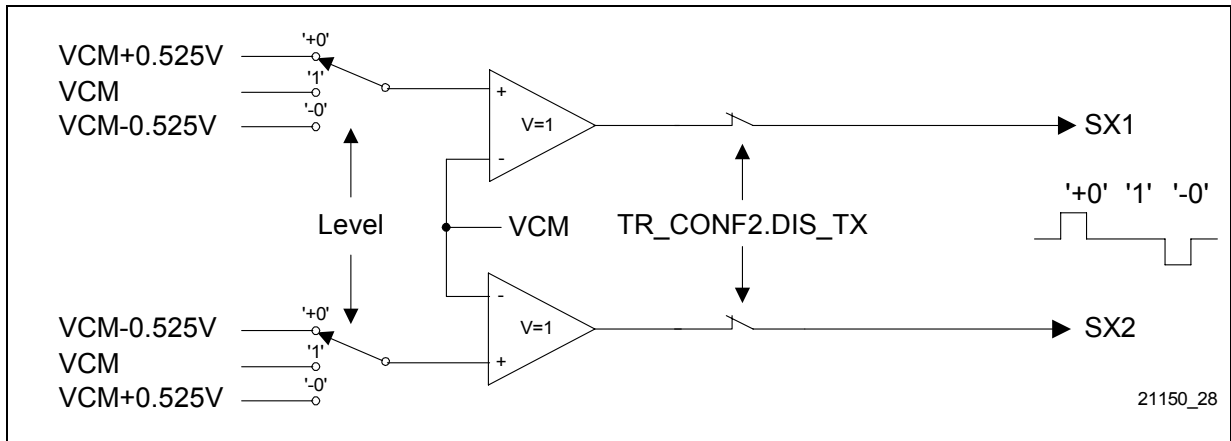 '+0'
VCM+0.525V
'1'
VCM
'-0'
VCM-0.525V
+
V=1
-
SX1
'+0' '1' '-0'
Level
VCM
TR_CONF2.DIS_TX
-
V=1
+
SX2
'+0'
VCM-0.525V
'1'
VCM
'-0'
VCM+0.525V
21150_28